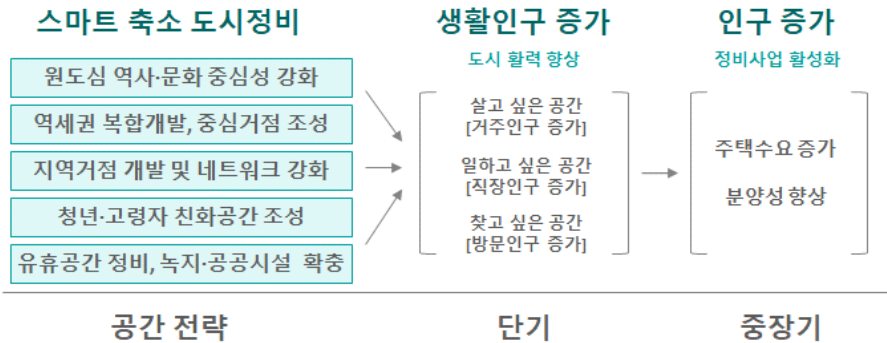 스마트 축소 도시정비
원도심 역사·문화 중심성 강화
역세권 복합개발, 중심거점 조성
지역거점 개발 및 네트워크 강화
청년·고령자 친화공간 조성
유휴공간 정비, 녹지·공공시설 확충
공간 전략
생활인구 증가
도시 활력 향상
살고 싶은 공간
[거주인구 증가]
일하고 싶은 공간
[직장인구 증가]
찾고 싶은 공간
[방문인구 증가]
단기
인구 증가
정비사업 활성화
주택수요 증가
분양성 향상
중장기